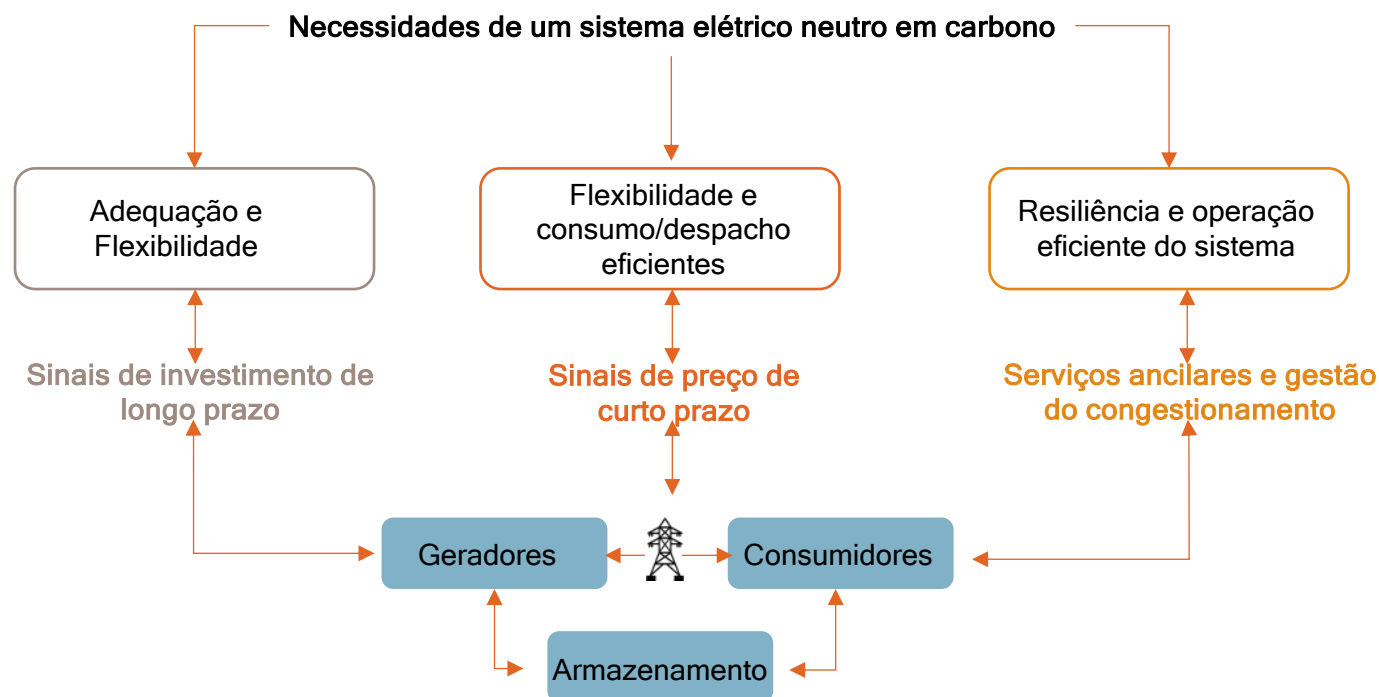 Necessidades de um sistema elétrico neutro em carbono
Adequação e
Flexibilidade
Flexibilidade e
consumo/despacho
eficientes
Resiliência e operação
eficiente do sistema
Sinais de investimento de
longo prazo
Sinais de preço de
curto prazo
Serviços ancilares e gestão
do congestionamento
Geradores
Consumidores
Armazenamento